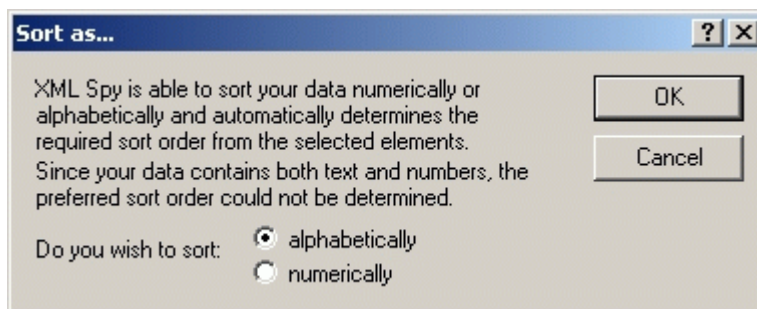 Sort as...
XML Spy is able to sort your data numerically or
alphabetically and automatically determines the
required sort order from the selected elements.
Since your data contains both text and numbers, the
preferred sort order could not be determined.
OK
Cancel
Do you wish to sort:
alphabetically
numerically